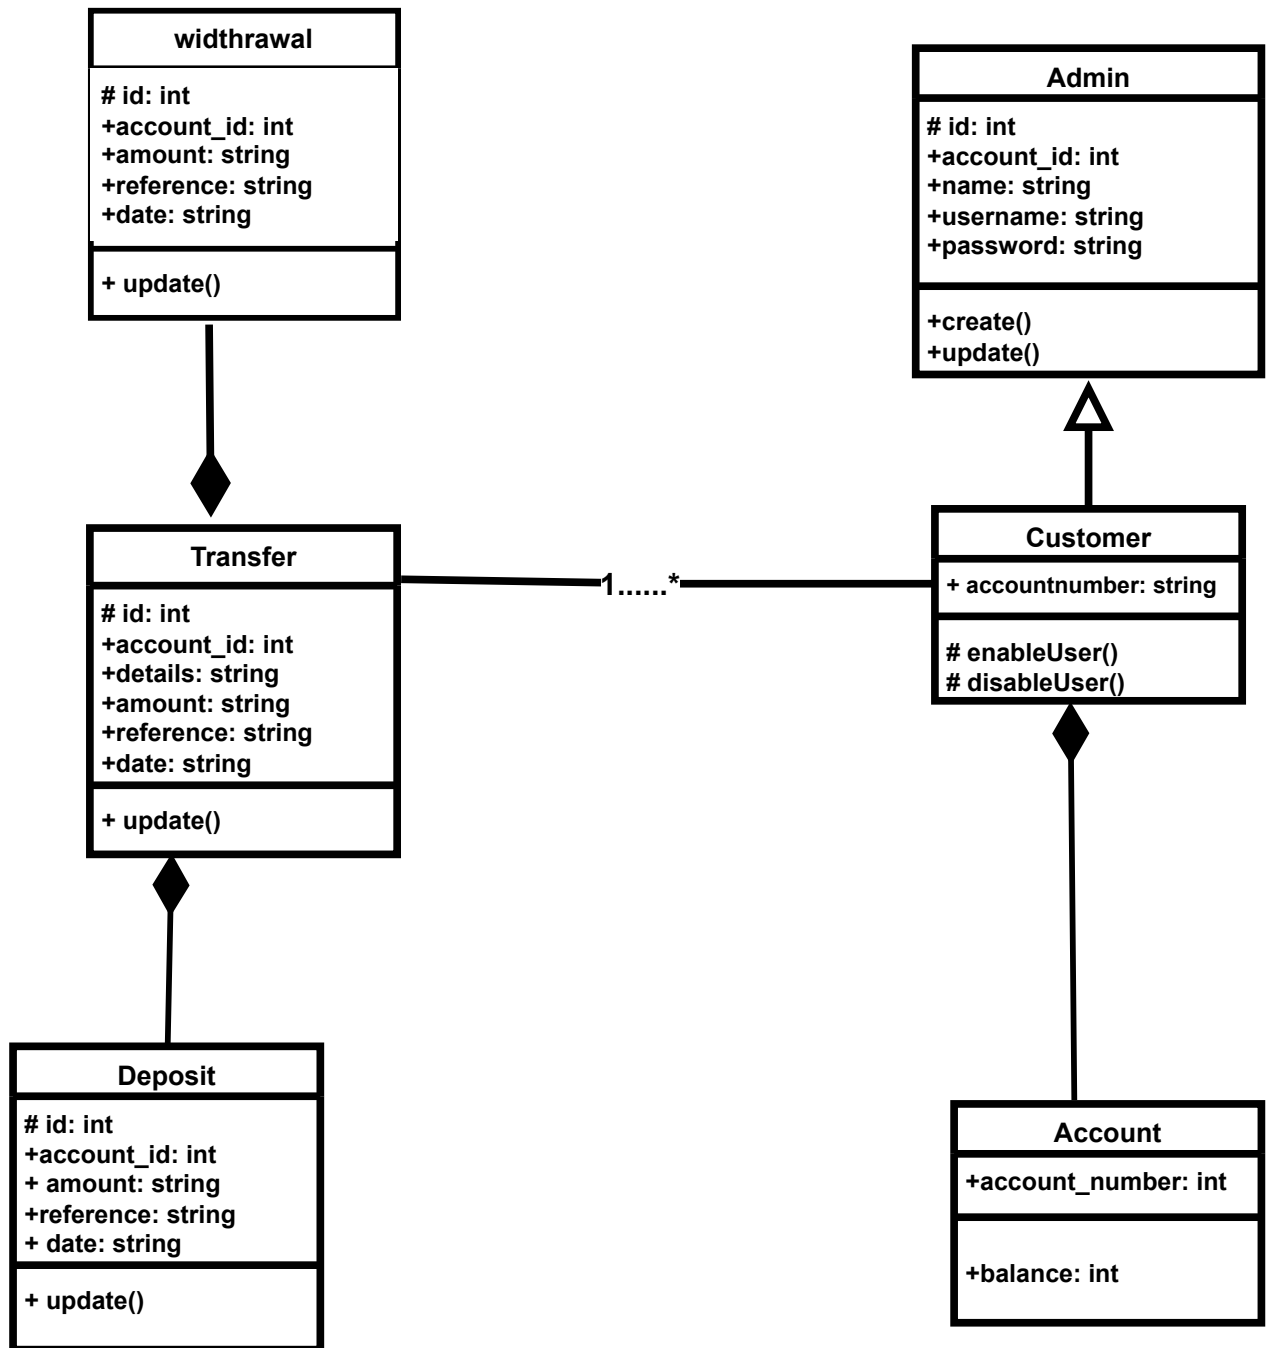 widthrawal
# id: int
+account_id: int
+amount: string
+reference: string
+date: string
+ update()
Admin
# id: int
+account_id: int
+name: string
+username: string
+password: string
+create()
+update()
Transfer
# id: int
+account_id: int
+details: string
+amount: string
+reference: string
+date: string
+ update()
1......*
Customer
+ accountnumber: string
# enableUser()
# disableUser()
Deposit
# id: int
+account_id: int
+ amount: string
+reference: string
+ date: string
+ update()
Account
+account_number: int
+balance: int